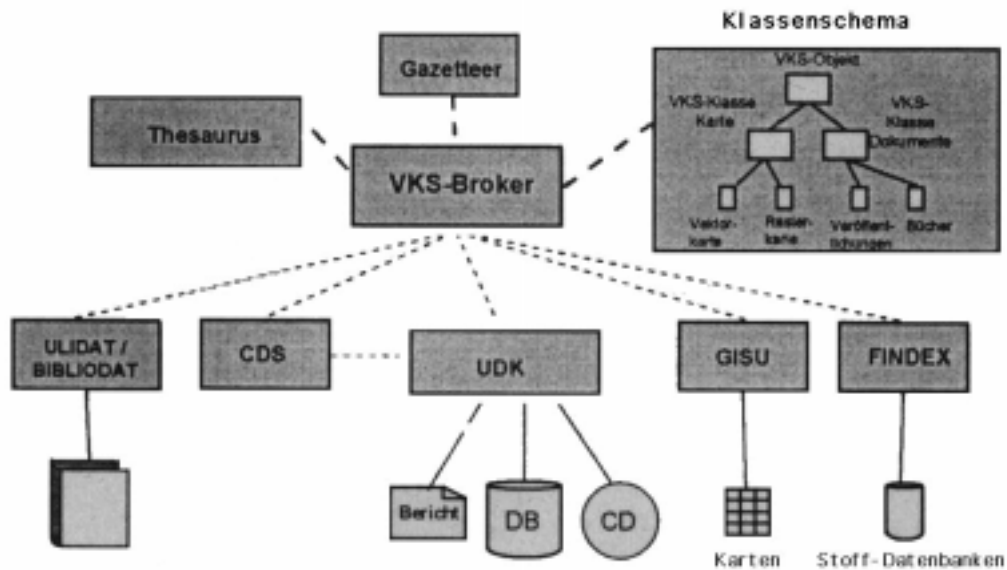 Klassenschema
Gazetteer
Thesaurus
VKS-Broker
VKS-Objekt
VKS-Klasse
Karte
VKS-
Klasse
Dokumente
Vektor-
karte
Raster-
karte
Veröffent-
lichungen
Bücher
ULIDAT /
BIBLIODAT
CDS
UDK
GISU
FINDEX
Bericht
DB
CD
Karten
Stoff-Datenbanken